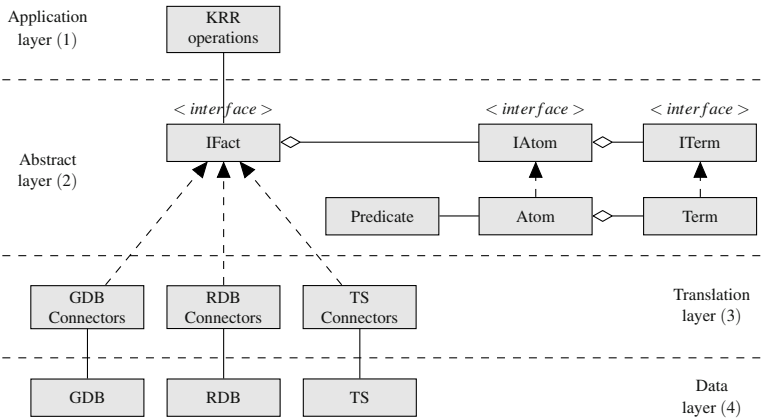 Application
layer (1)
KRR
operations
< interface >
< interface >
< interface >
IFact
IAtom
ITerm
Abstract
layer (2)
Predicate
Atom
Term
GDB
Connectors
RDB
Connectors
TS
Connectors
Translation
layer (3)
GDB
RDB
TS
Data
layer (4)